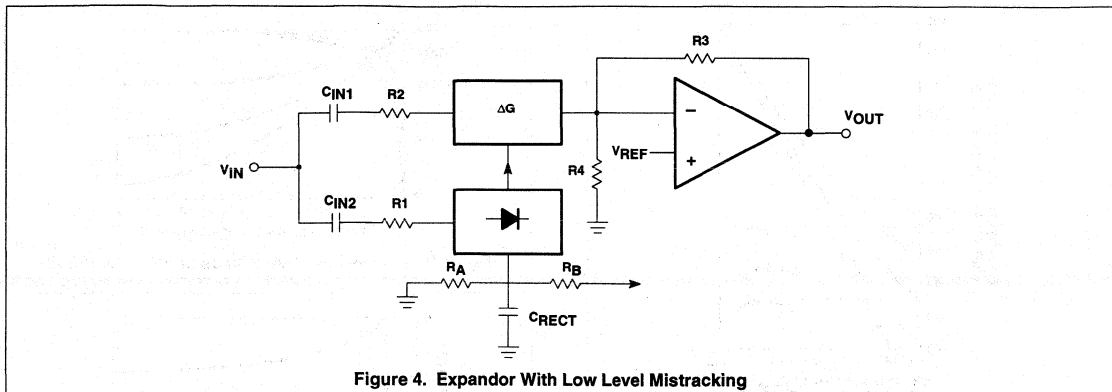 R3
CIN1
R2
ΔG
−
VOUT
VREF
+
R4
VIN
CIN2
R1
RA
RB
CRECT
Figure 4. Expandor With Low Level Mistracking